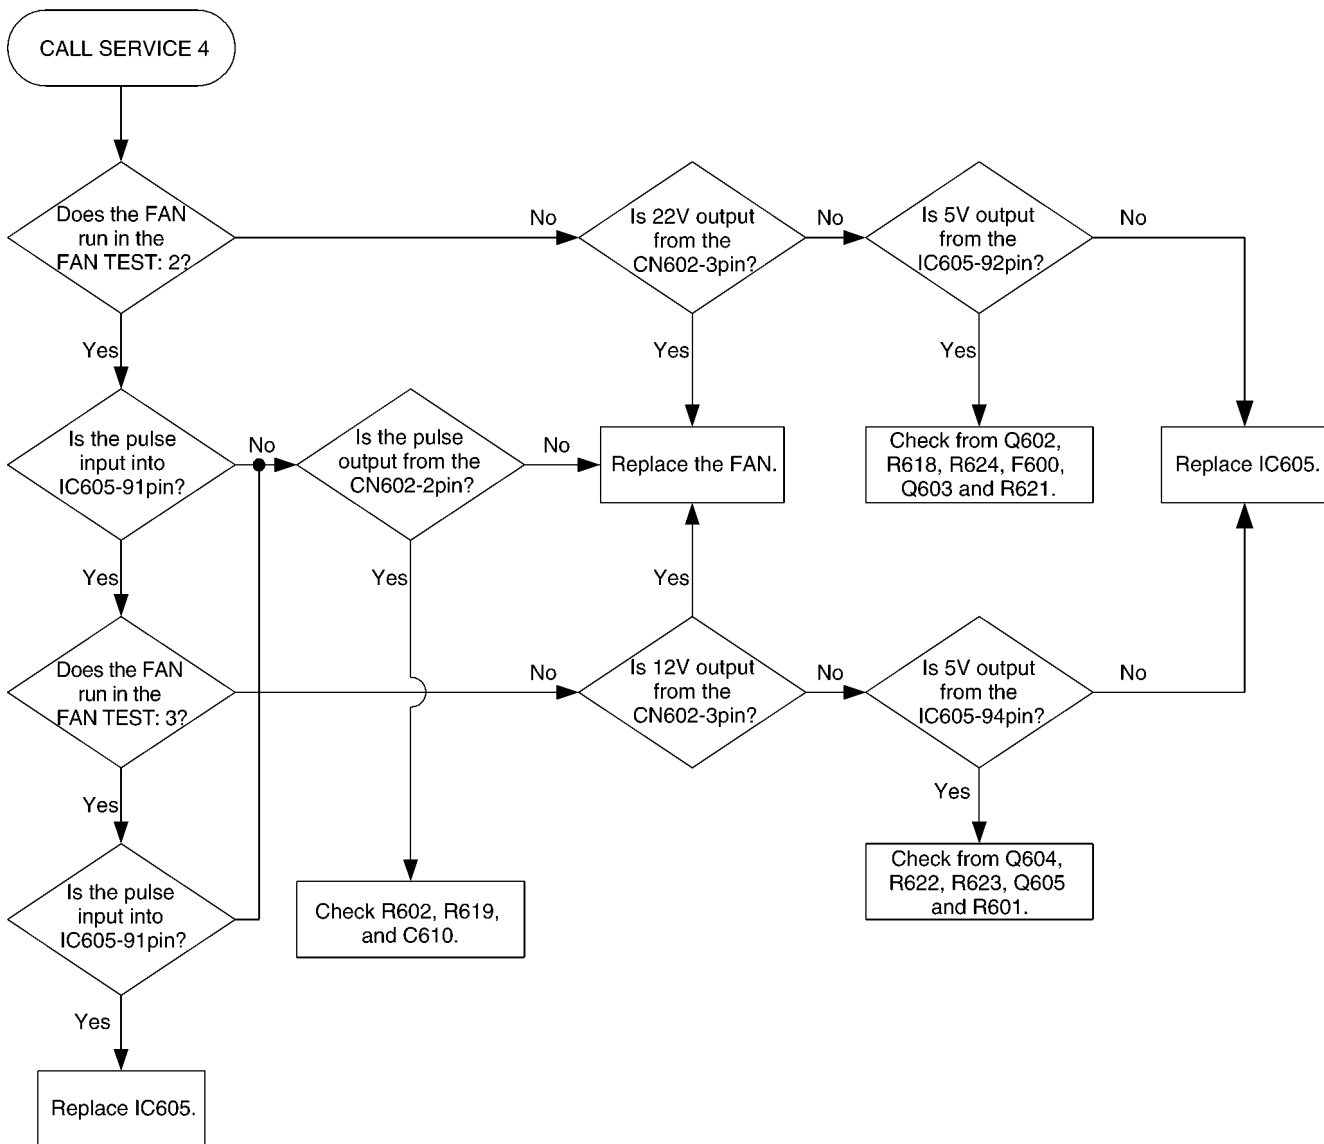 CALL SERVICE 4
Does the FAN
run in the
FAN TEST: 2?
No
Is 22V output
from the
CN602-3pin?
No
Is 5V output
from the
IC605-92pin?
No
Yes
Yes
Yes
Is the pulse
input into
IC605-91pin?
No
Is the pulse
output from the
CN602-2pin?
No
Replace the FAN.
Check from Q602,
R618, R624, F600,
Q603 and R621.
Replace IC605.
Yes
Yes
Yes
Does the FAN
run in the
FAN TEST: 3?
No
Is 12V output
from the
CN602-3pin?
No
Is 5V output
from the
IC605-94pin?
No
Yes
Yes
Is the pulse
input into
IC605-91pin?
Check R602, R619,
and C610.
Check from Q604,
R622, R623, Q605
and R601.
Yes
Replace IC605.